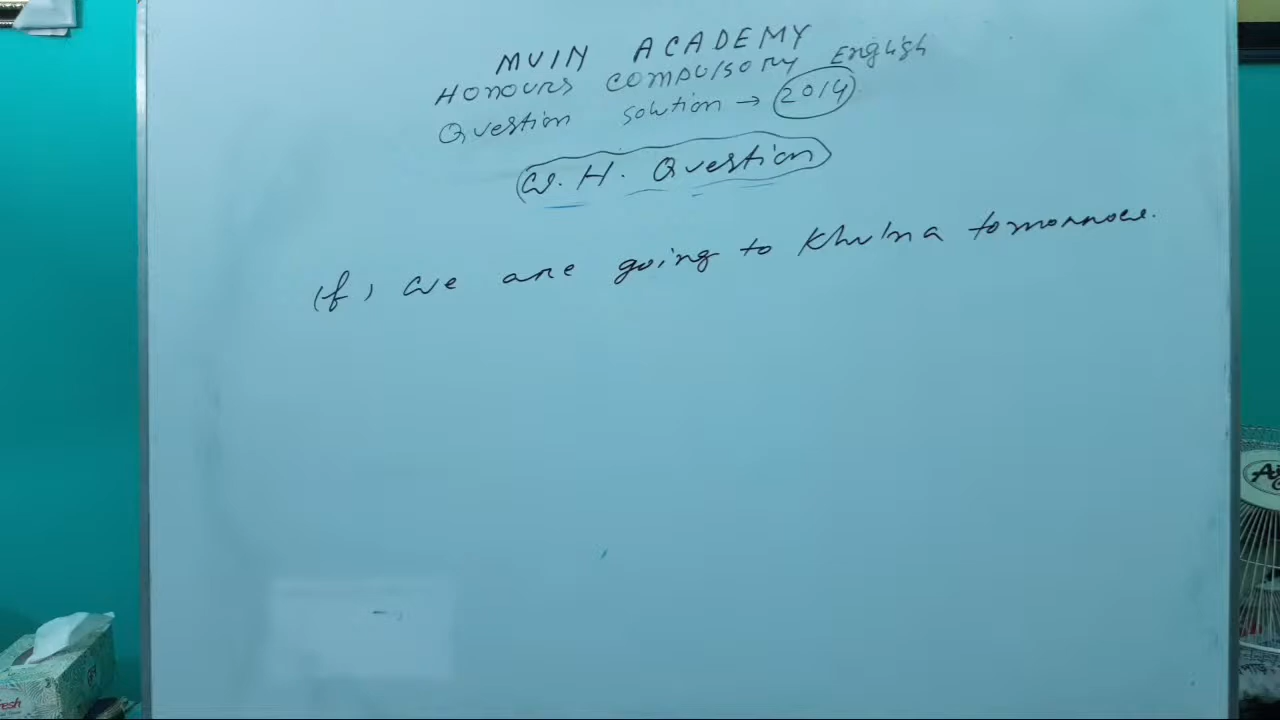 MUIN ACADEMY
HONOURS COMPULSORY English
Question solution → 2014
W.H. Question
(f) we are going to Khulna tomorrow.